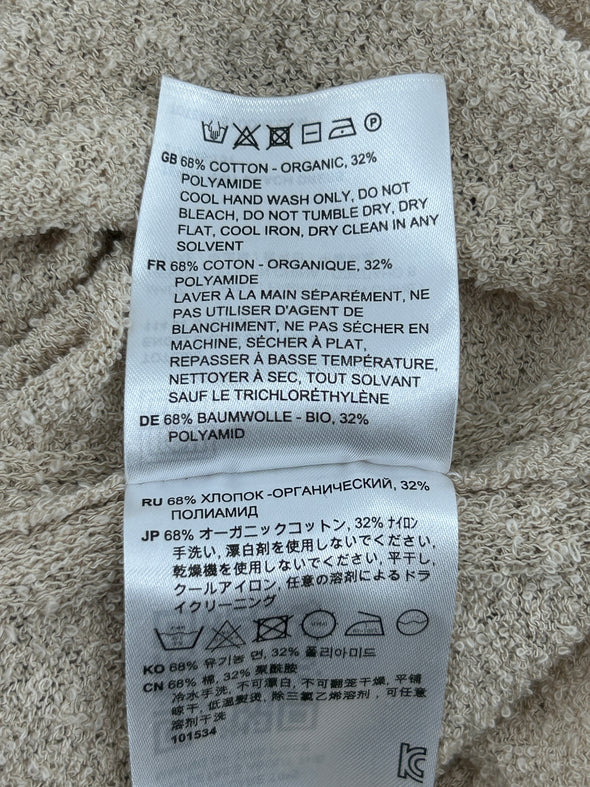 GB 68% COTTON - ORGANIC, 32%
POLYAMIDE
COOL HAND WASH ONLY, DO NOT
BLEACH, DO NOT TUMBLE DRY, DRY
FLAT, COOL IRON, DRY CLEAN IN ANY
SOLVENT
FR 68% COTON - ORGANIQUE, 32%
POLYAMIDE
LAVER À LA MAIN SÉPARÉMENT, NE
PAS UTILISER D'AGENT DE
BLANCHIMENT, NE PAS SÉCHER EN
MACHINE, SÉCHER À PLAT,
REPASSER À BASSE TEMPÉRATURE,
NETTOYER À SEC, TOUT SOLVANT
SAUF LE TRICHLORÉTHYLÈNE
DE 68% BAUMWOLLE - BIO, 32%
POLYAMID
RU 68% ХЛОПОК -ОРГАНИЧЕСКИЙ, 32%
ПОЛИАМИД
JP 68% オーガニックコットン, 32% ナイロン
手洗い, 漂白剤を使用しないでください,
乾燥機を使用しないでください, 平干し,
クールアイロン, 任意の溶剤によるドラ
イクリーニング
KO 68% 유기농 면, 32% 폴리아미드
CN 68% 棉, 32% 聚酰胺
冷水手洗, 不可漂白, 不可翻笼干燥, 平铺
晾干, 低温熨烫, 除三氯乙烯溶剂, 可任意
溶剂干洗
101534